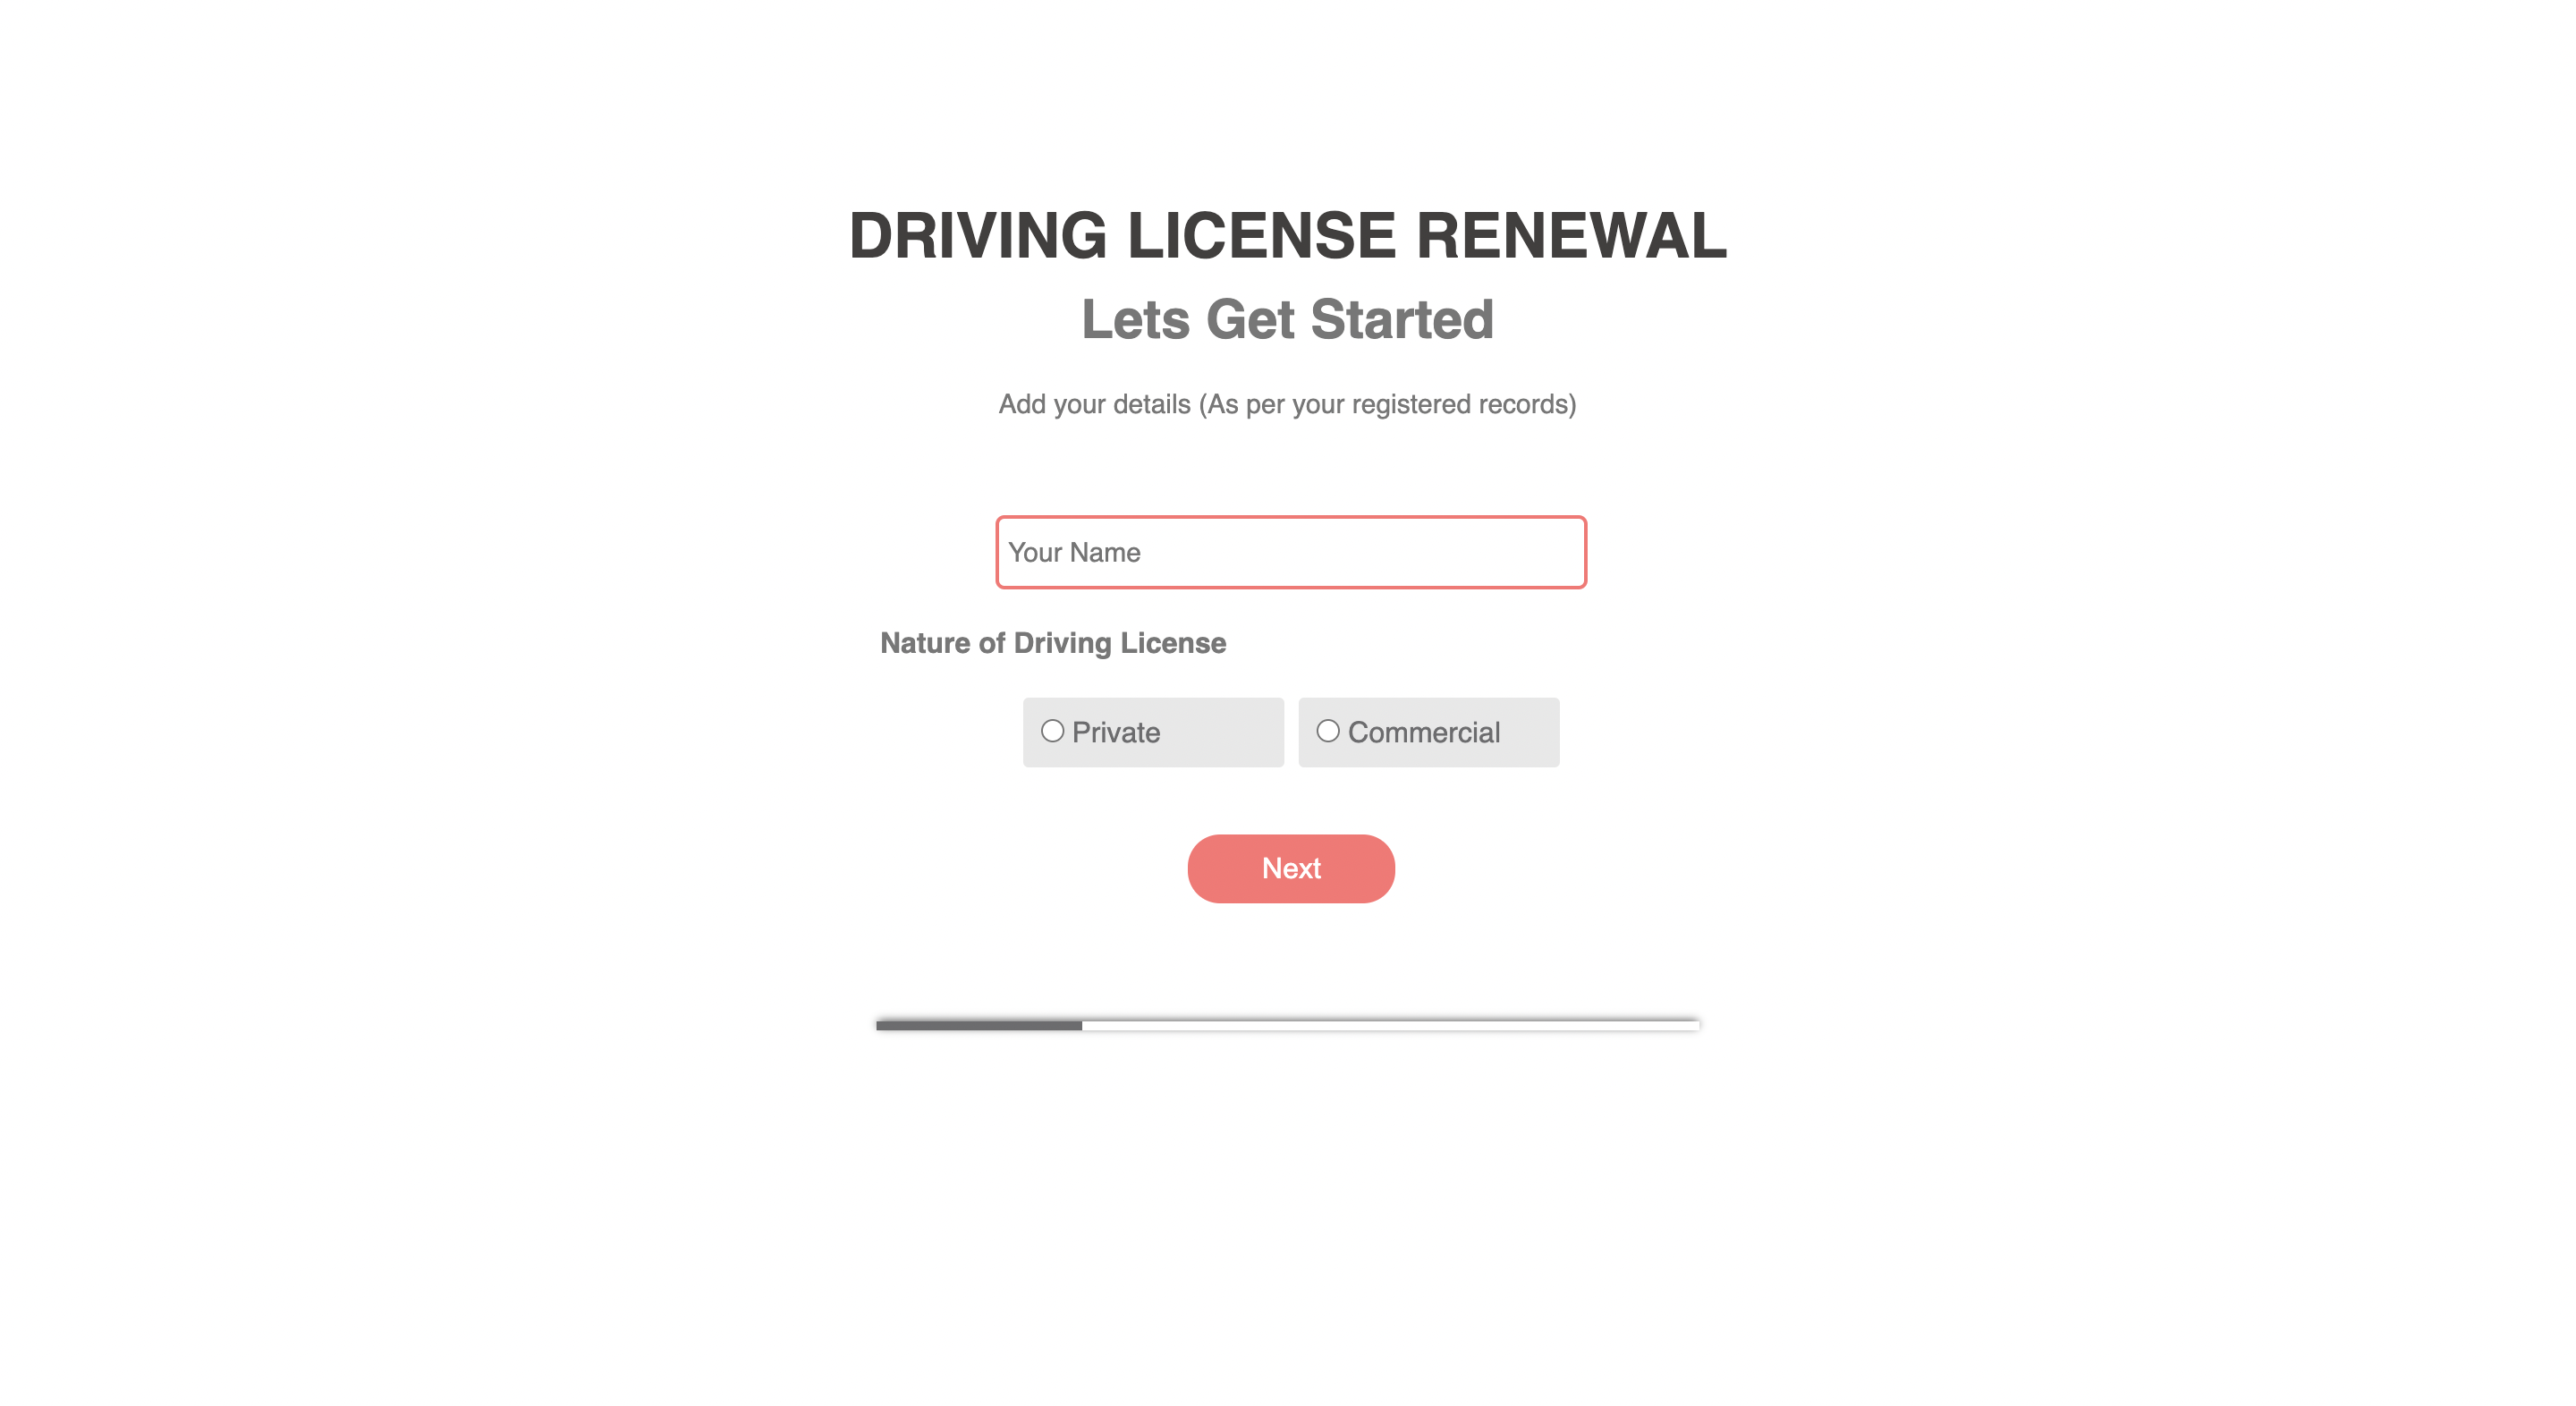 DRIVING LICENSE RENEWAL
Lets Get Started
Add your details (As per your registered records)
Your Name
Nature of Driving License
Private Commercial
Next